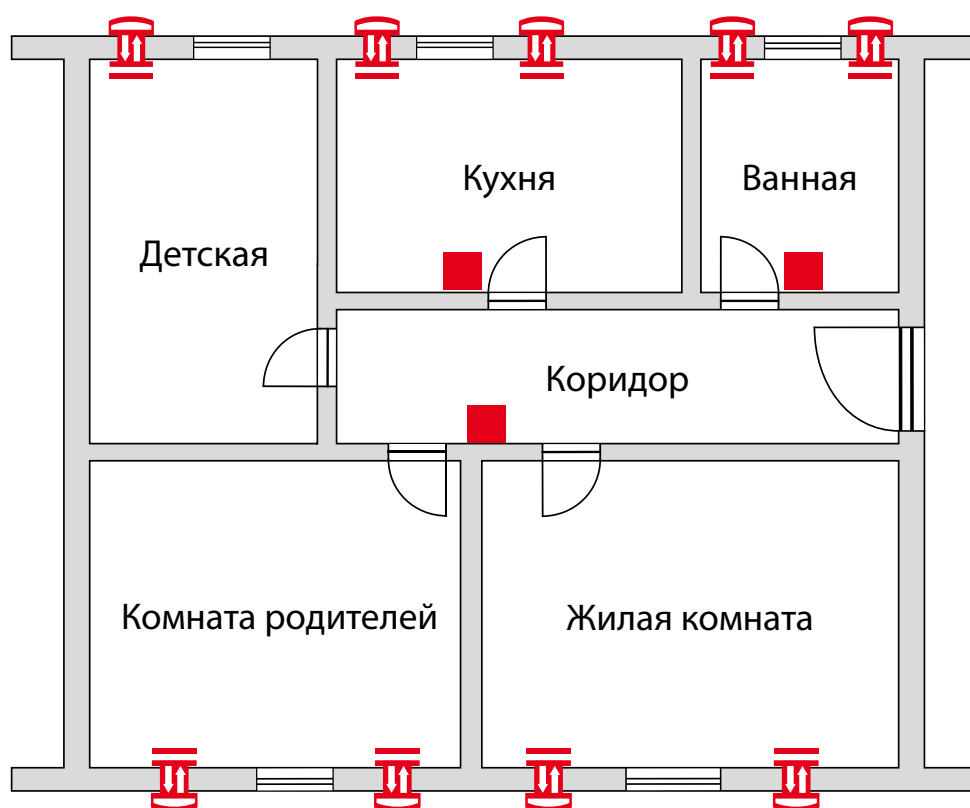 Кухня
Ванная
Детская
Коридор
Комната родителей
Жилая комната